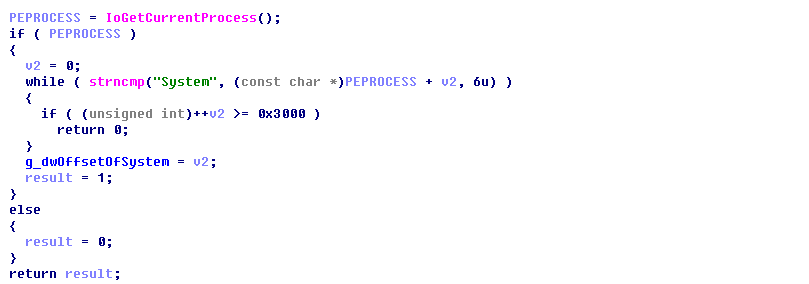 PEPROCESS = IoGetCurrentProcess();
if ( PEPROCESS )
{
  v2 = 0;
  while ( strncmp("System", (const char *)PEPROCESS + v2, 6u) )
  {
    if ( (unsigned int)++v2 >= 0x3000 )
      return 0;
  }
  g_dwOffsetOfSystem = v2;
  result = 1;
}
else
{
  result = 0;
}
return result;